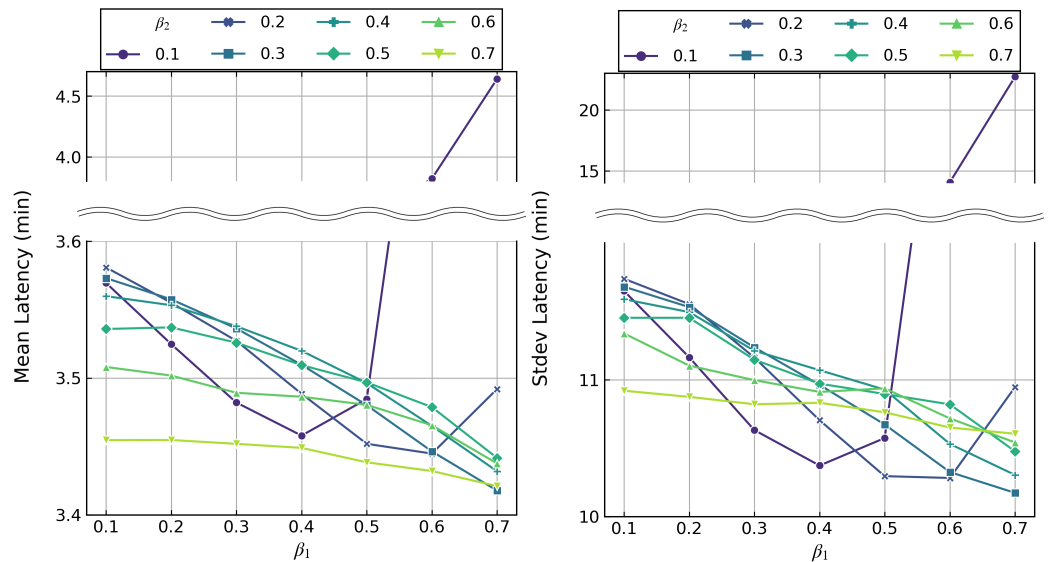 β2 0.2 0.4 0.6
0.1 0.3 0.5 0.7
4.5
4.0
3.6
3.5
3.4
Mean Latency (min)
0.1 0.2 0.3 0.4 0.5 0.6 0.7
β1
β2 0.2 0.4 0.6
0.1 0.3 0.5 0.7
20
15
11
10
Stdev Latency (min)
0.1 0.2 0.3 0.4 0.5 0.6 0.7
β1